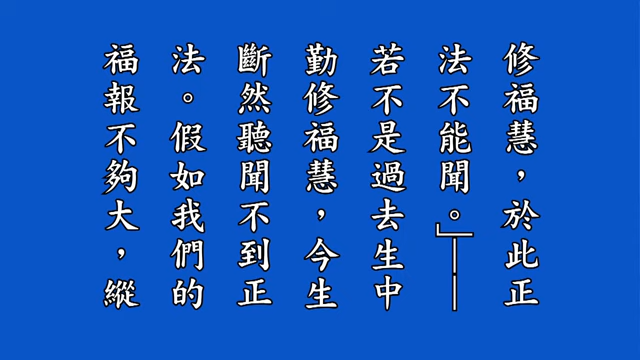 修福慧，於此正
法不能聞。」——
若不是過去生中
勤修福慧，今生
斷然聽聞不到正
法。假如我們的
福報不夠大，縱